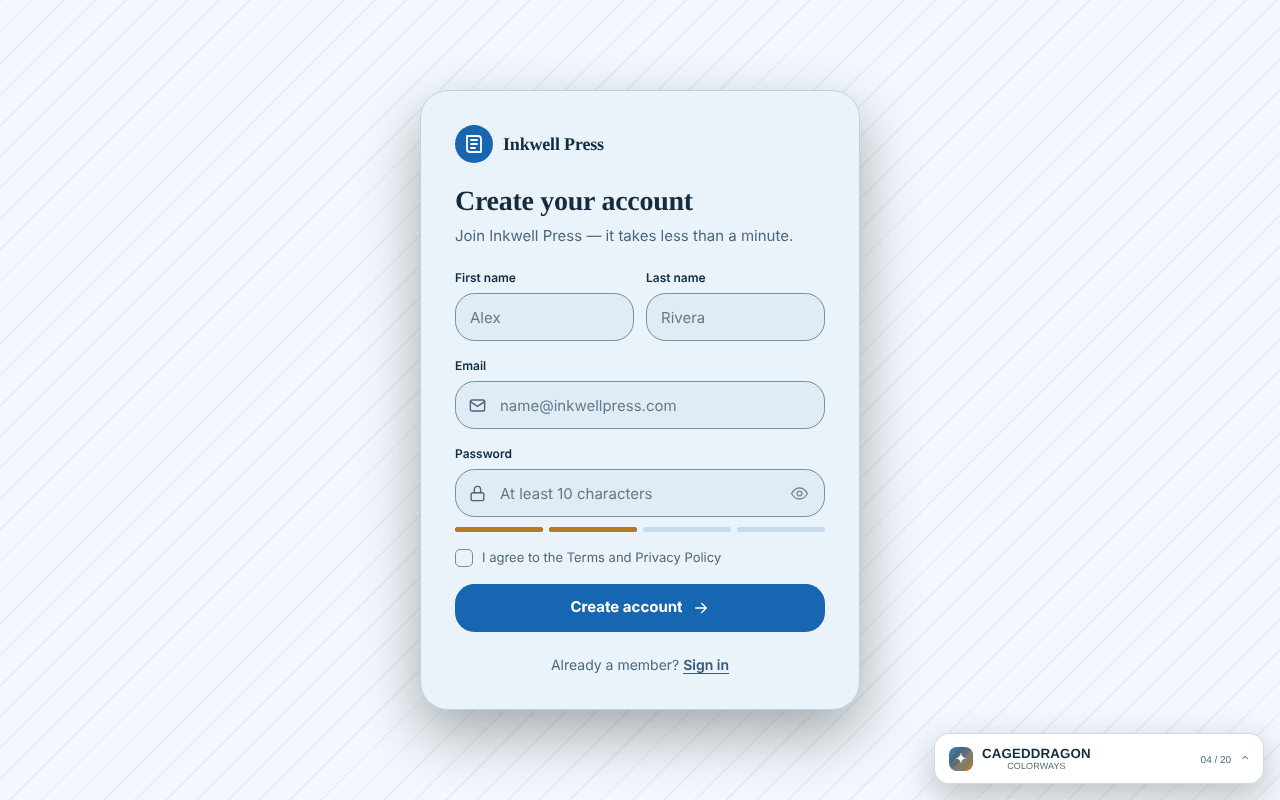 Inkwell Press
Create your account
Join Inkwell Press — it takes less than a minute.
First name
Last name
Alex
Rivera
Email
name@inkwellpress.com
Password
At least 10 characters
I agree to the Terms and Privacy Policy
Create account →
Already a member? Sign in
CAGEDDRAGON
COLORWAYS
04 / 20